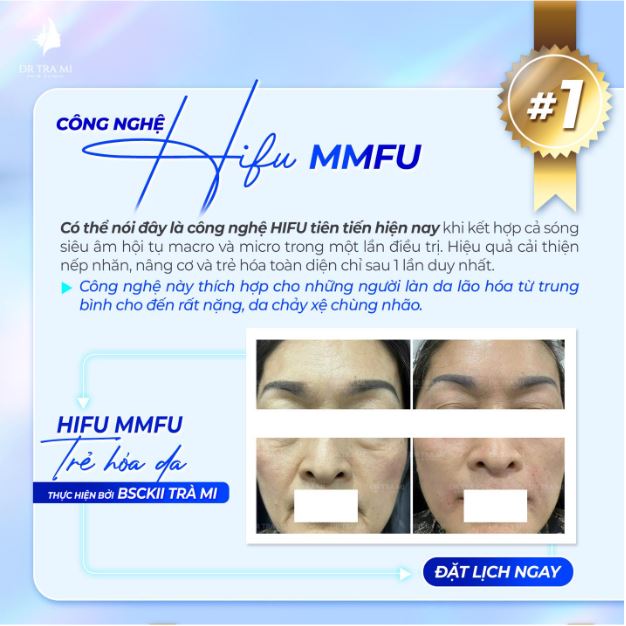 DR TRA MI
#1
CÔNG NGHỆ
Hifu MMFU
Có thể nói đây là công nghệ HIFU tiên tiến hiện nay khi kết hợp cả sóng
siêu âm hội tụ macro và micro trong một lần điều trị. Hiệu quả cải thiện
nếp nhăn, nâng cơ và trẻ hóa toàn diện chỉ sau 1 lần duy nhất.
Công nghệ này thích hợp cho những người làn da lão hóa từ trung
bình cho đến rất nặng, da chảy xệ chùng nhão.
HIFU MMFU
Trẻ hóa da
THỰC HIỆN BỞI BSCKII TRÀ MI
ĐẶT LỊCH NGAY